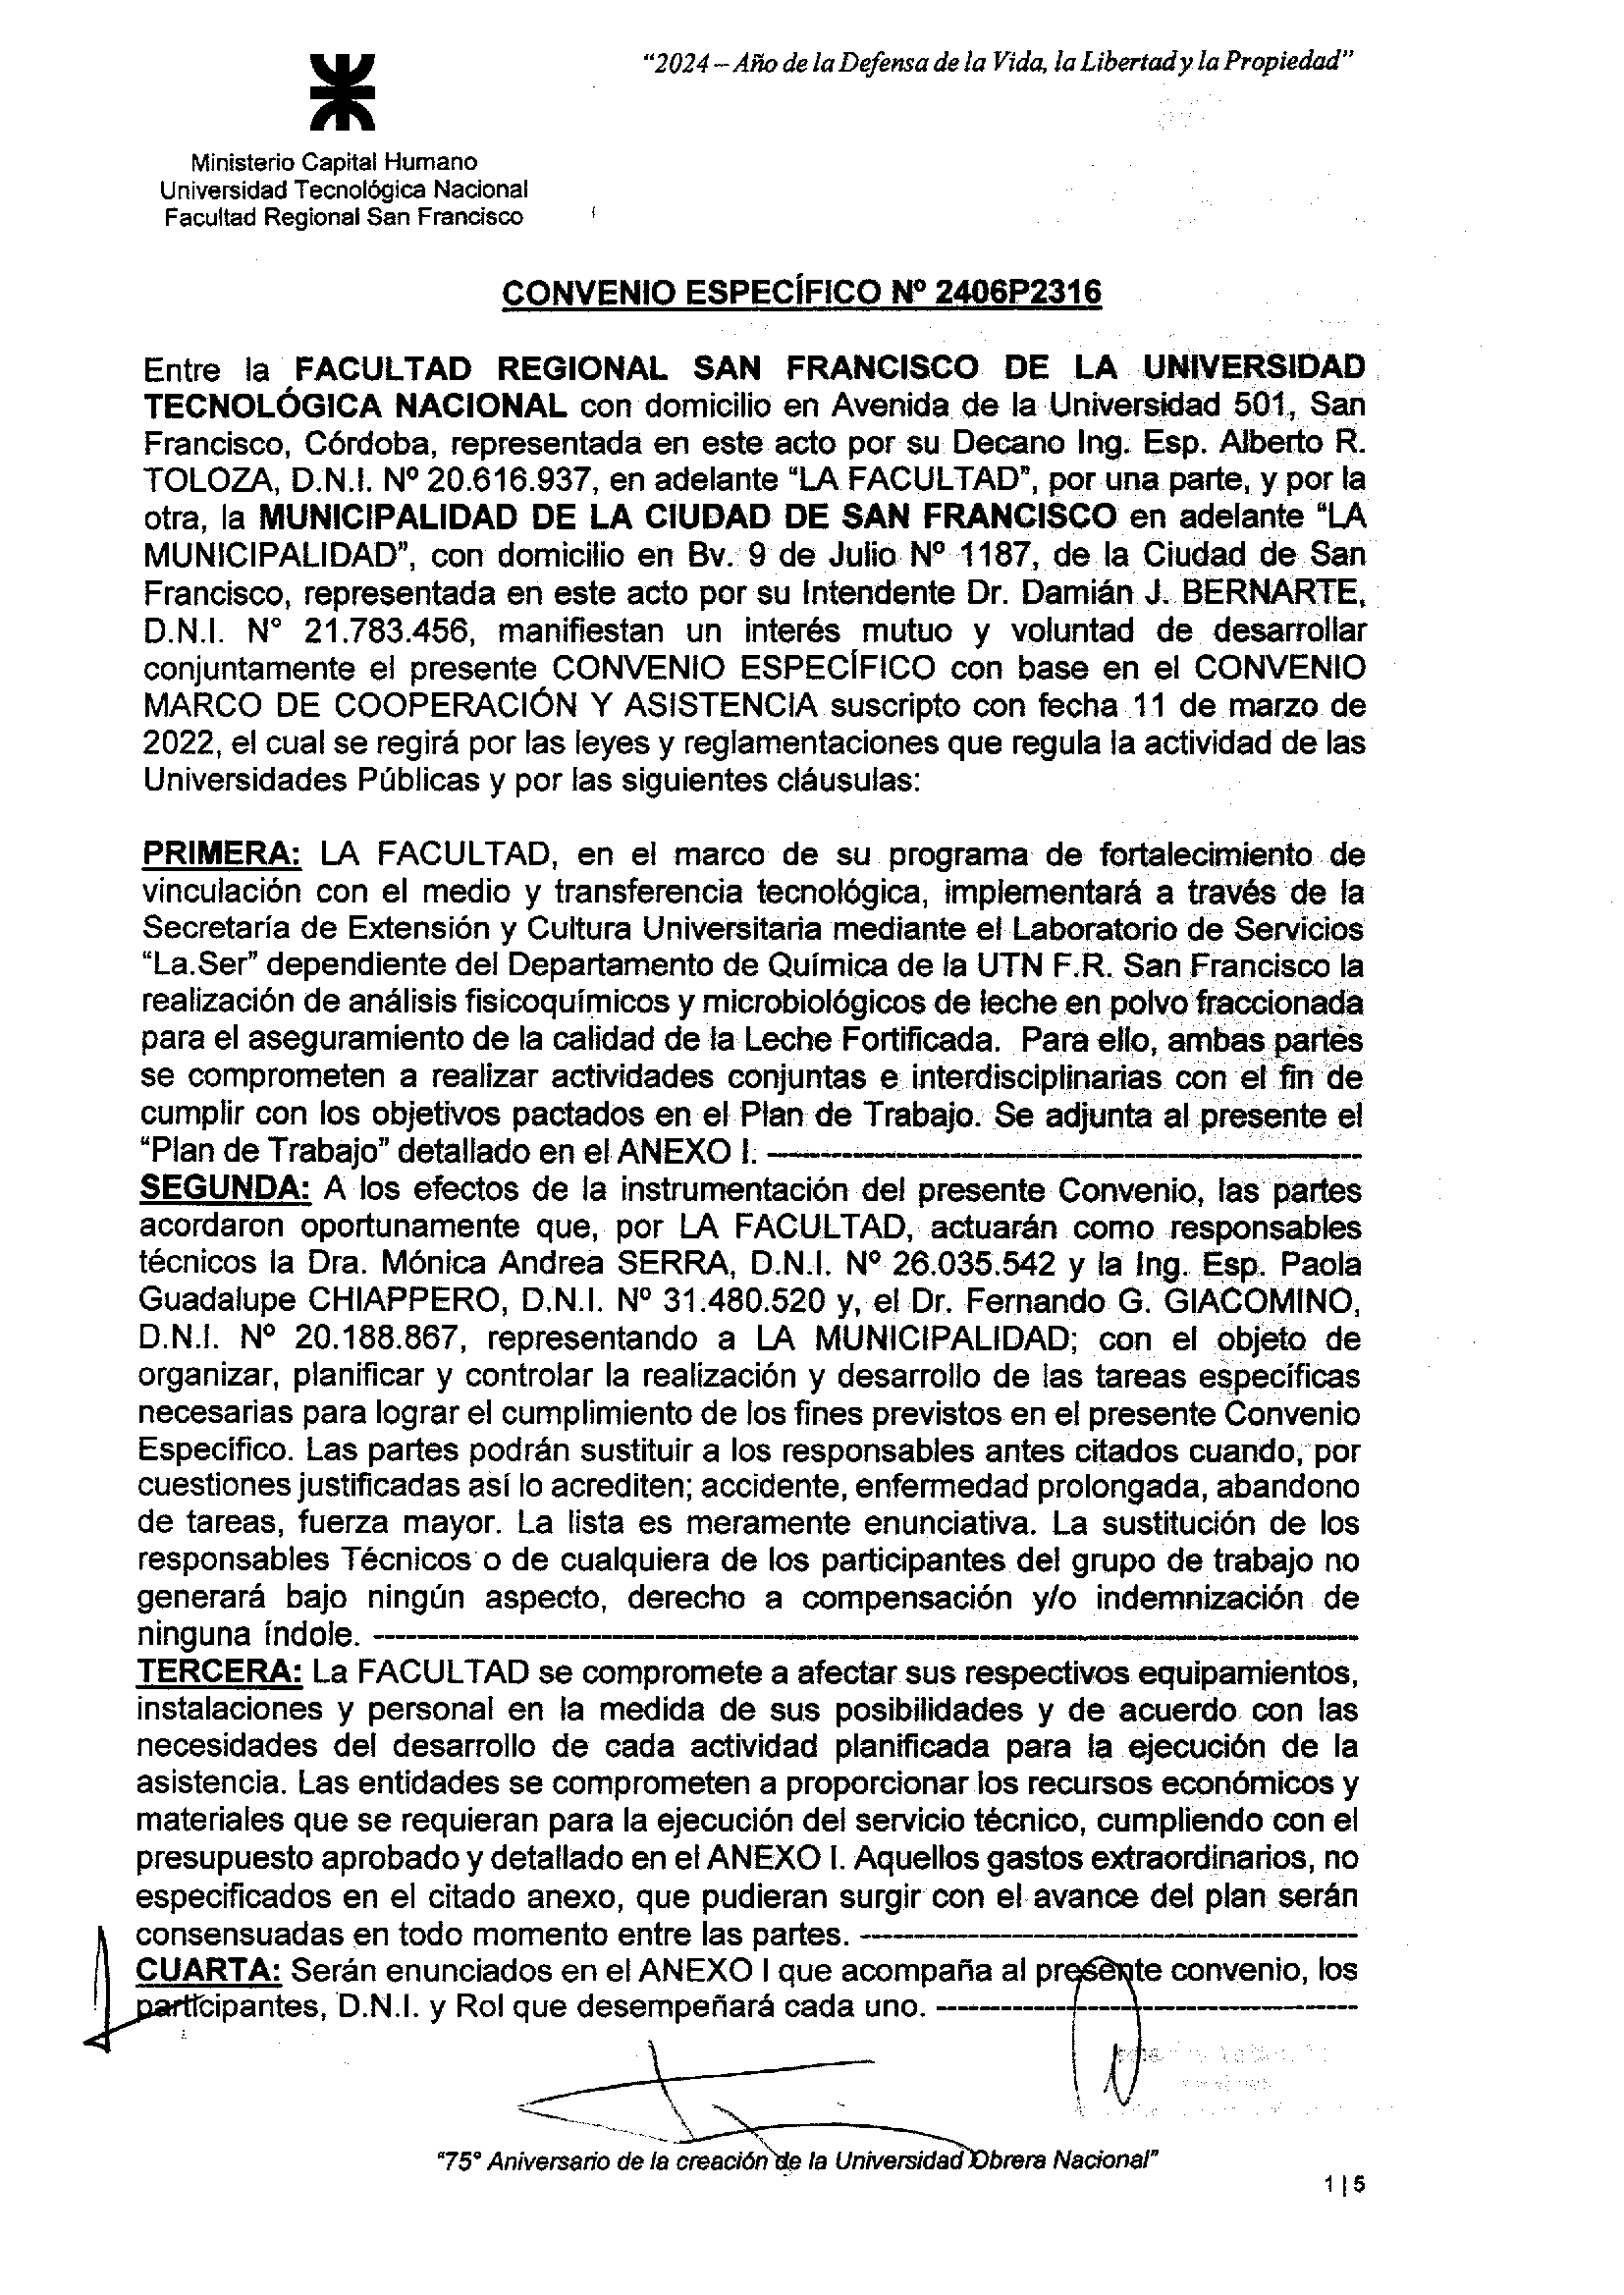 "2024 – Año de la Defensa de la Vida, la Libertad y la Propiedad"
Ministerio Capital Humano
Universidad Tecnológica Nacional
Facultad Regional San Francisco
CONVENIO ESPECÍFICO Nº 2406P2316
Entre la FACULTAD REGIONAL SAN FRANCISCO DE LA UNIVERSIDAD
TECNOLÓGICA NACIONAL con domicilio en Avenida de la Universidad 501, San
Francisco, Córdoba, representada en este acto por su Decano Ing. Esp. Alberto R.
TOLOZA, D.N.I. Nº 20.616.937, en adelante "LA FACULTAD", por una parte, y por la
otra, la MUNICIPALIDAD DE LA CIUDAD DE SAN FRANCISCO en adelante "LA
MUNICIPALIDAD", con domicilio en Bv. 9 de Julio Nº 1187, de la Ciudad de San
Francisco, representada en este acto por su Intendente Dr. Damián J. BERNARTE,
D.N.I. N° 21.783.456, manifiestan un interés mutuo y voluntad de desarrollar
conjuntamente el presente CONVENIO ESPECÍFICO con base en el CONVENIO
MARCO DE COOPERACIÓN Y ASISTENCIA suscripto con fecha 11 de marzo de
2022, el cual se regirá por las leyes y reglamentaciones que regula la actividad de las
Universidades Públicas y por las siguientes cláusulas:
PRIMERA: LA FACULTAD, en el marco de su programa de fortalecimiento de
vinculación con el medio y transferencia tecnológica, implementará a través de la
Secretaría de Extensión y Cultura Universitaria mediante el Laboratorio de Servicios
"La.Ser" dependiente del Departamento de Química de la UTN F.R. San Francisco la
realización de análisis fisicoquímicos y microbiológicos de leche en polvo fraccionada
para el aseguramiento de la calidad de la Leche Fortificada. Para ello, ambas partes
se comprometen a realizar actividades conjuntas e interdisciplinarias con el fin de
cumplir con los objetivos pactados en el Plan de Trabajo. Se adjunta al presente el
"Plan de Trabajo" detallado en el ANEXO I. ---
SEGUNDA: A los efectos de la instrumentación del presente Convenio, las partes
acordaron oportunamente que, por LA FACULTAD, actuarán como responsables
técnicos la Dra. Mónica Andrea SERRA, D.N.I. Nº 26.035.542 y la Ing. Esp. Paola
Guadalupe CHIAPPERO, D.N.I. Nº 31.480.520 y, el Dr. Fernando G. GIACOMINO,
D.N.I. Nº 20.188.867, representando a LA MUNICIPALIDAD; con el objeto de
organizar, planificar y controlar la realización y desarrollo de las tareas específicas
necesarias para lograr el cumplimiento de los fines previstos en el presente Convenio
Específico. Las partes podrán sustituir a los responsables antes citados cuando, por
cuestiones justificadas así lo acrediten; accidente, enfermedad prolongada, abandono
de tareas, fuerza mayor. La lista es meramente enunciativa. La sustitución de los
responsables Técnicos o de cualquiera de los participantes del grupo de trabajo no
generará bajo ningún aspecto, derecho a compensación y/o indemnización de
ninguna índole. ---
TERCERA: La FACULTAD se compromete a afectar sus respectivos equipamientos,
instalaciones y personal en la medida de sus posibilidades y de acuerdo con las
necesidades del desarrollo de cada actividad planificada para la ejecución de la
asistencia. Las entidades se comprometen a proporcionar los recursos económicos y
materiales que se requieran para la ejecución del servicio técnico, cumpliendo con el
presupuesto aprobado y detallado en el ANEXO I. Aquellos gastos extraordinarios, no
especificados en el citado anexo, que pudieran surgir con el avance del plan serán
consensuadas en todo momento entre las partes. ---
CUARTA: Serán enunciados en el ANEXO I que acompaña al presente convenio, los
participantes, D.N.I. y Rol que desempeñará cada uno. ---
"75° Aniversario de la creación de la Universidad Obrera Nacional"
1 | 5